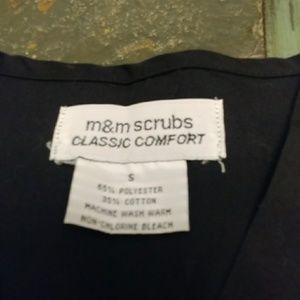 m&m scrubs
CLASSIC COMFORT
S
65% POLYESTER
35% COTTON
MACHINE WASH WARM
NON-CHLORINE BLEACH